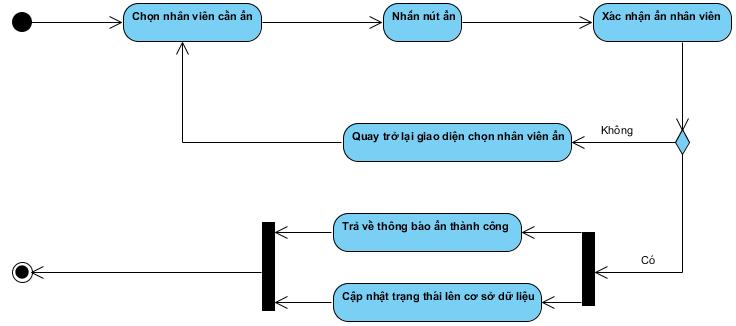 Chọn nhân viên cần ẩn
Nhấn nút ẩn
Xác nhận ẩn nhân viên
Không
Quay trở lại giao diện chọn nhân viên ẩn
Trả về thông báo ẩn thành công
Có
Cập nhật trạng thái lên cơ sở dữ liệu